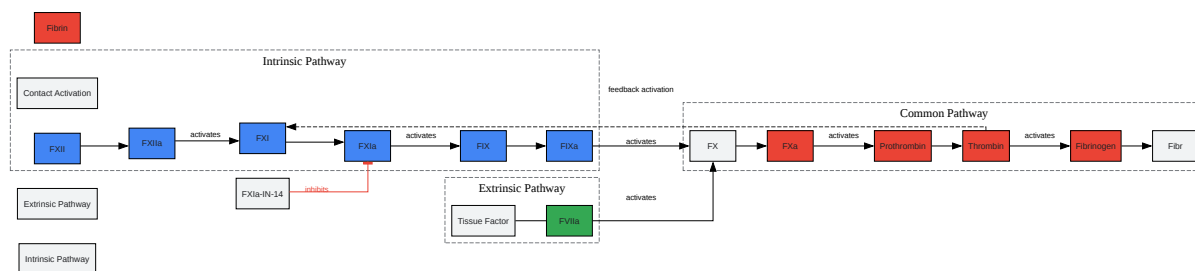 Fibrin
Intrinsic Pathway
Contact Activation
feedback activation
Common Pathway
FXII
FXIIa
activates
FXI
FXIa
activates
FIX
FIXa
activates
FX
FXa
activates
Prothrombin
Thrombin
activates
Fibrinogen
Fibr
FXIa-IN-14
inhibits
Extrinsic Pathway
Extrinsic Pathway
activates
Tissue Factor
FVIIa
Intrinsic Pathway